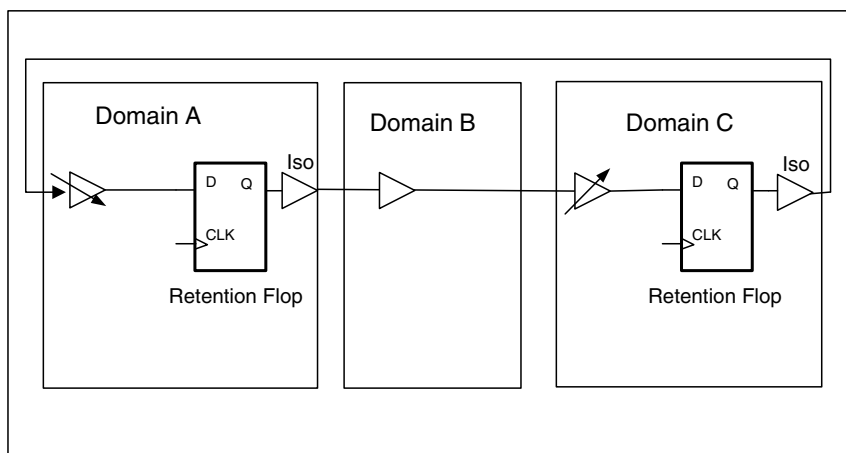 Domain A
Domain B
Domain C
Iso
Iso
D Q
D Q
CLK
CLK
Retention Flop
Retention Flop